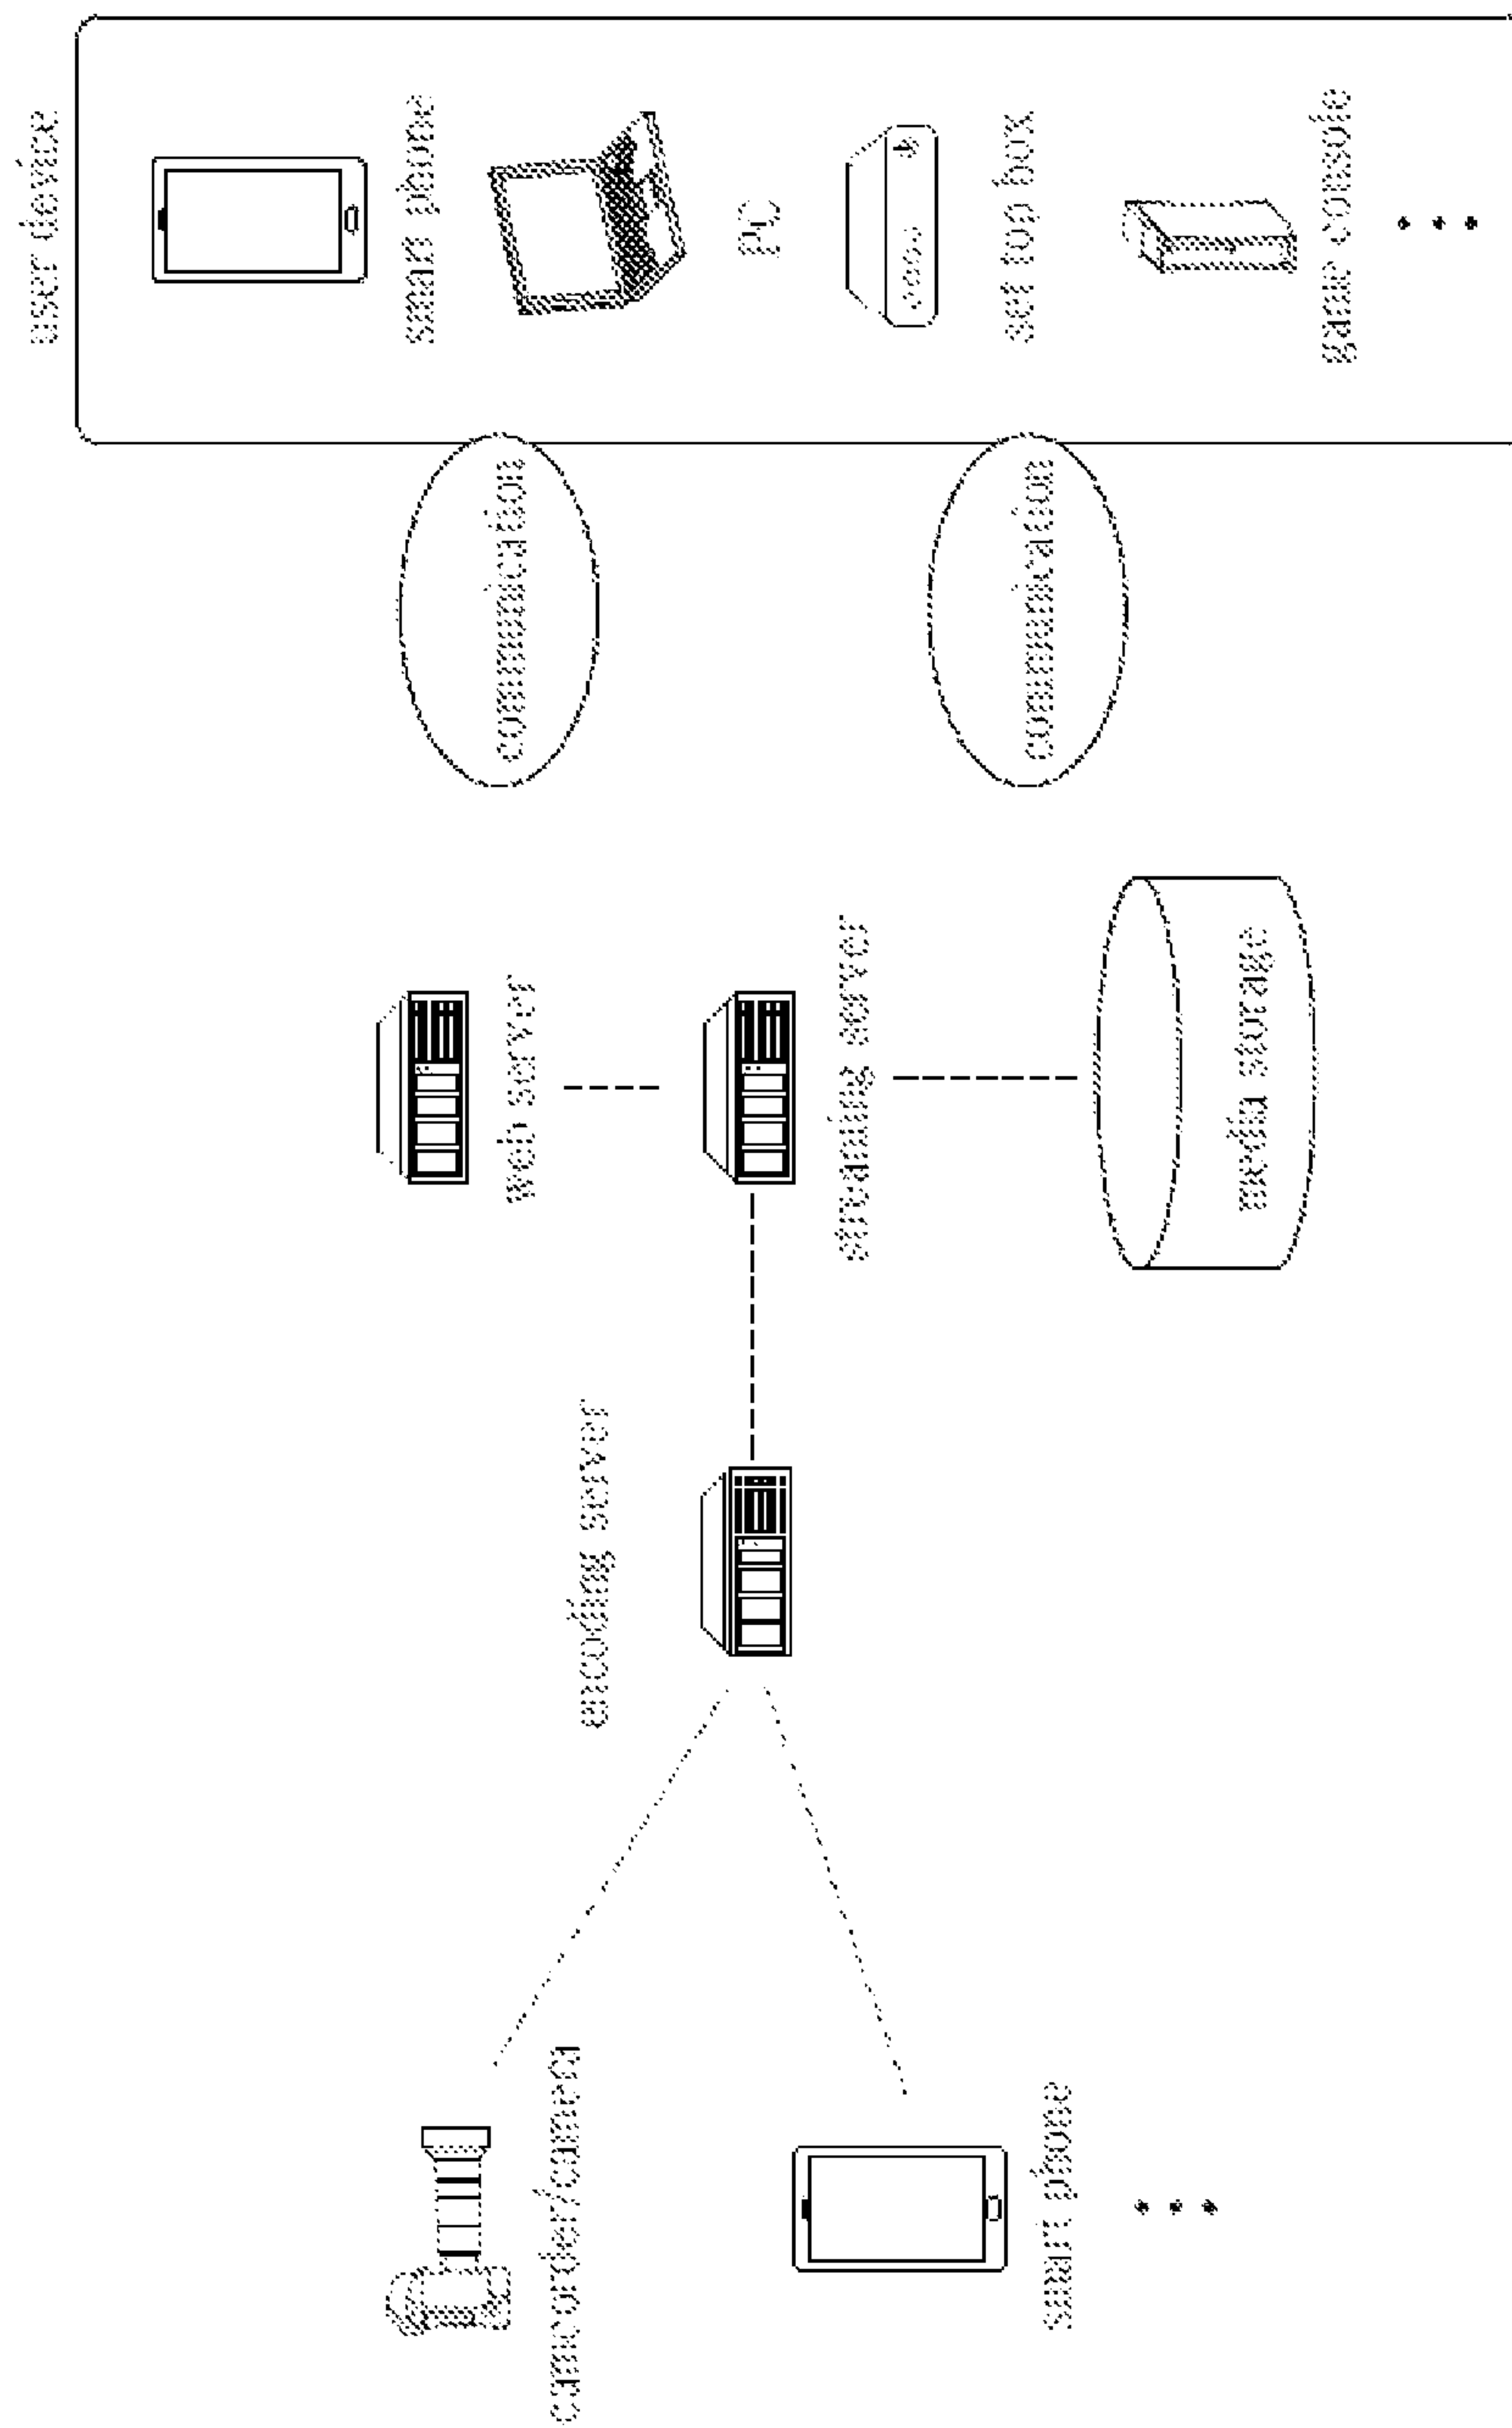 user device
smart phone
PC
set top box
game console
communication
communication
web server
streaming server
media storage
encoding server
camcorder/camera
smart phone